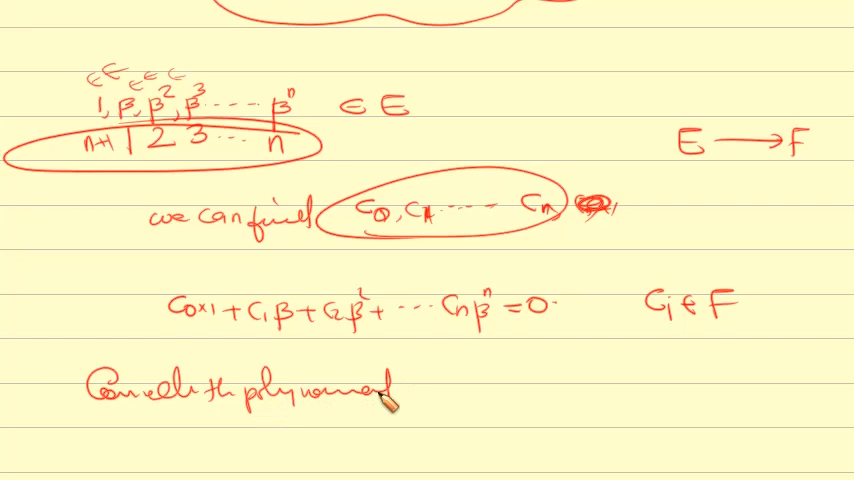 ∈ ∈ ∈ ∈ ∈
1, β, β², β³ ..... βⁿ ∈ E
n+1 1 2 3 ... n
E ⟶ F
we can find C₀, C₁ ..... Cₙ
C₀×1 + C₁β + C₂β² + ... Cₙβⁿ = 0. Cᵢ ∈ F
the polynomial